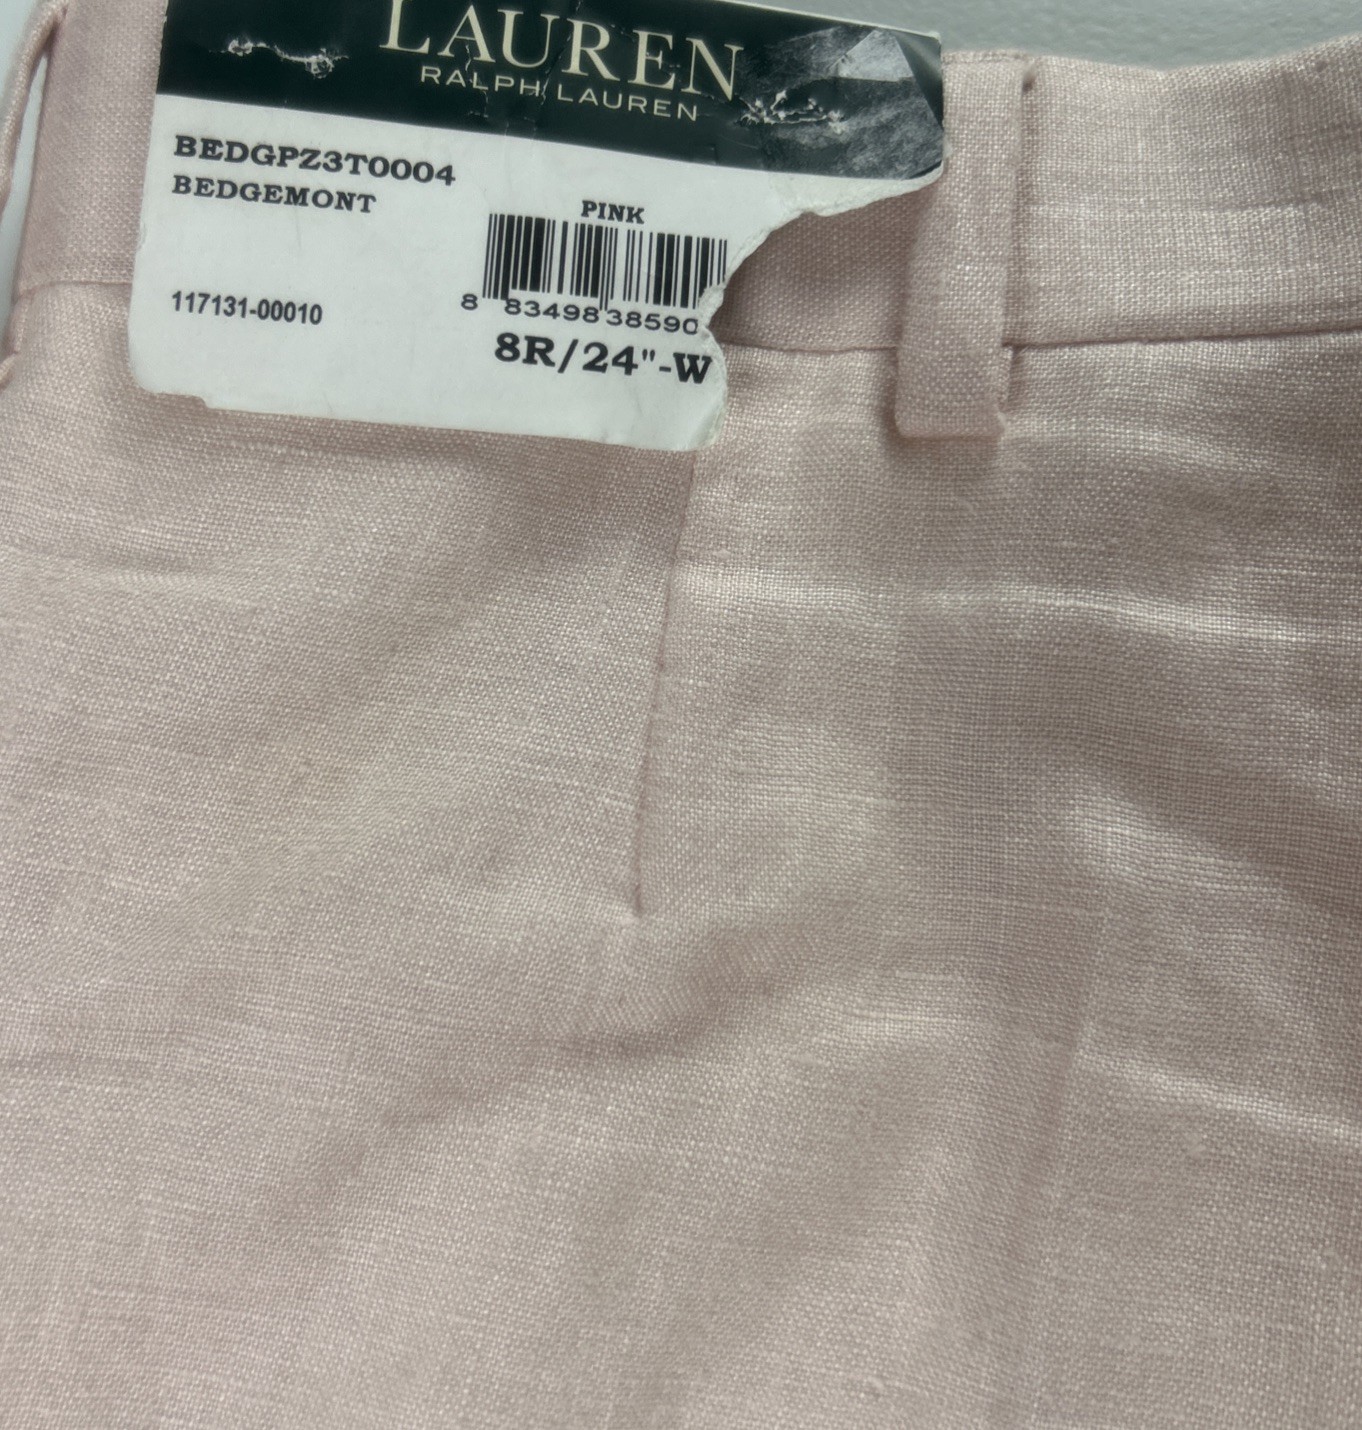 LAUREN
RALPH LAUREN
BEDGPZ3T0004
BEDGEMONT
PINK
117131-00010
8 83498 38590
8R/24"-W